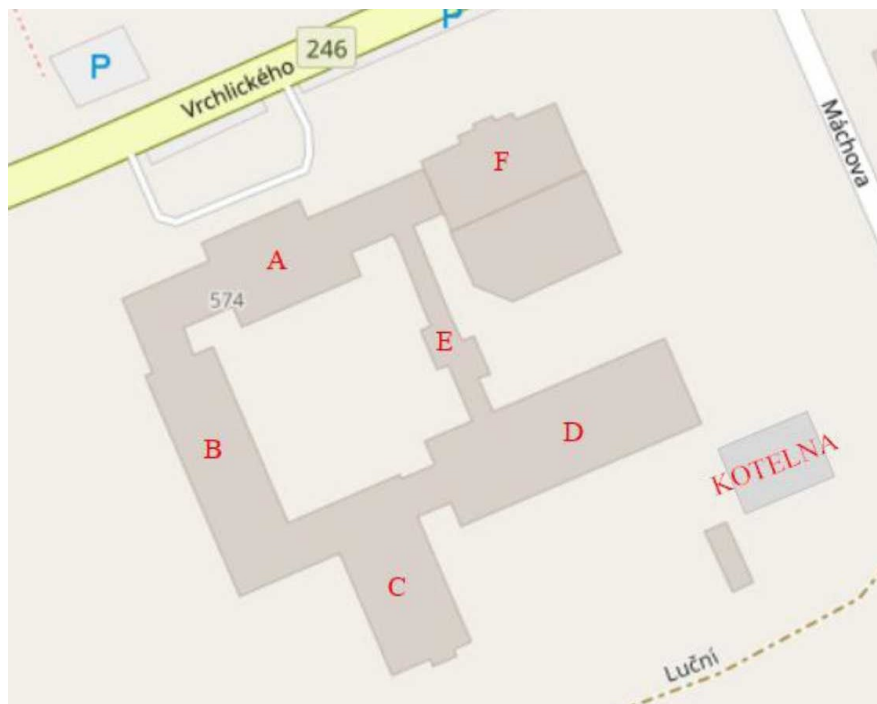 P
246
P
Vrchlického
Máchova
F
A
574
E
B
D
KOTELNA
C
Luční